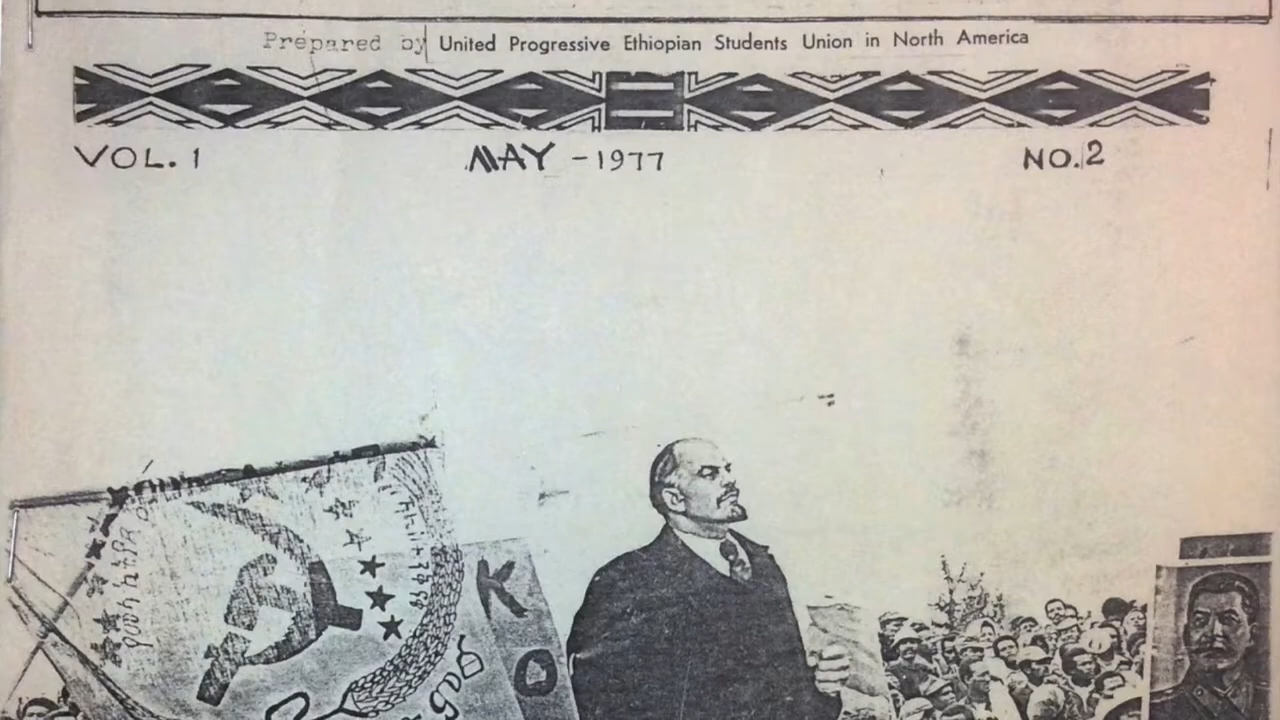 Prepared by United Progressive Ethiopian Students Union in North America
VOL. 1 MAY - 1977 NO. 2
K
O